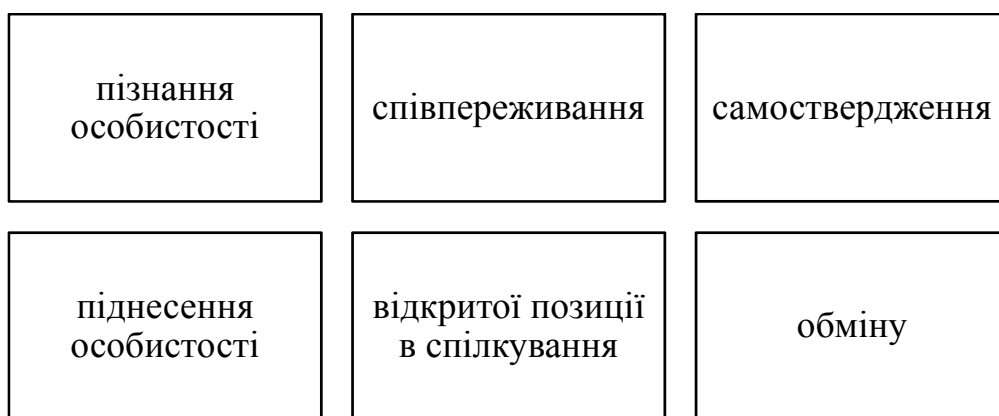 пізнання
особистості
співпереживання
самоствердження
піднесення
особистості
відкритої позиції
в спілкування
обміну